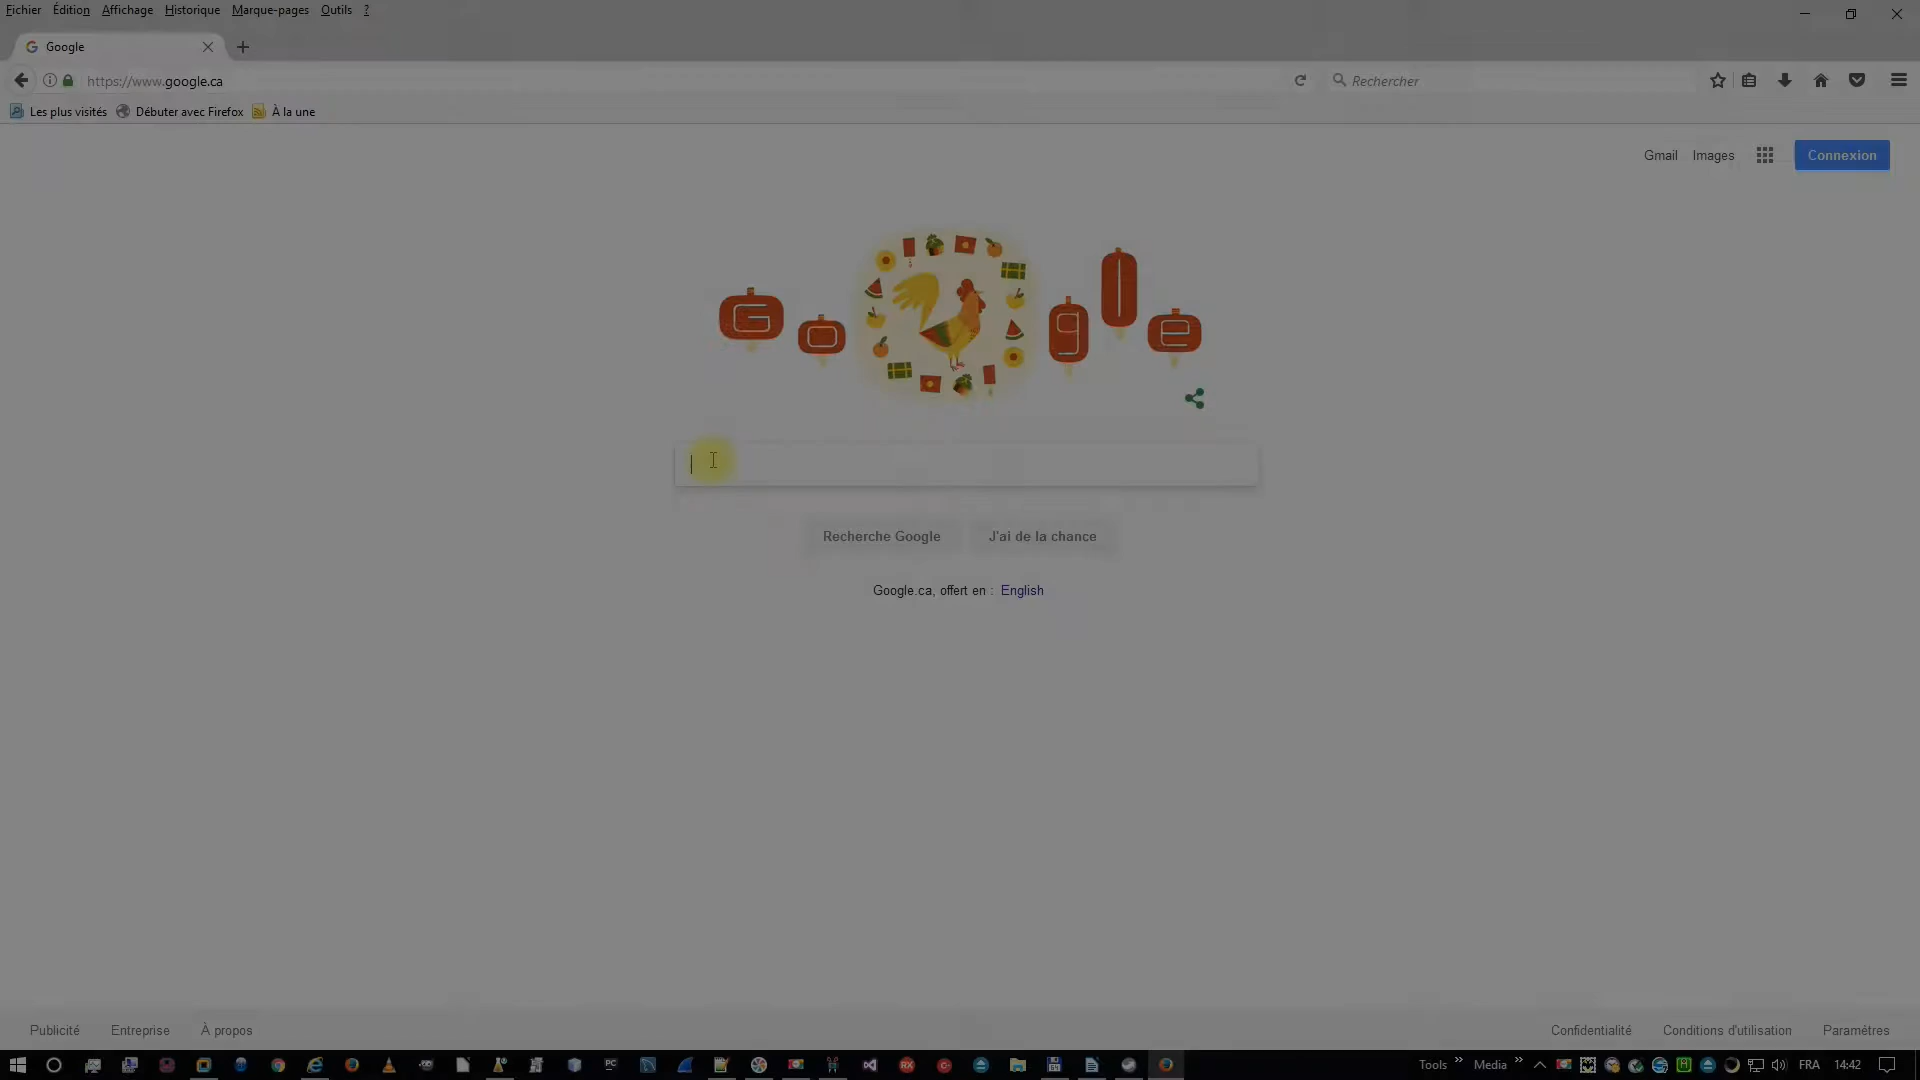 Fichier Édition Affichage Historique Marque-pages Outils ?
Google
https://www.google.ca
Rechercher
Les plus visités Débuter avec Firefox À la une
Gmail Images Connexion
G o g l e
Recherche Google J'ai de la chance
Google.ca, offert en : English
Publicité Entreprise À propos Confidentialité Conditions d'utilisation Paramètres
Tools » Media » FRA 14:42